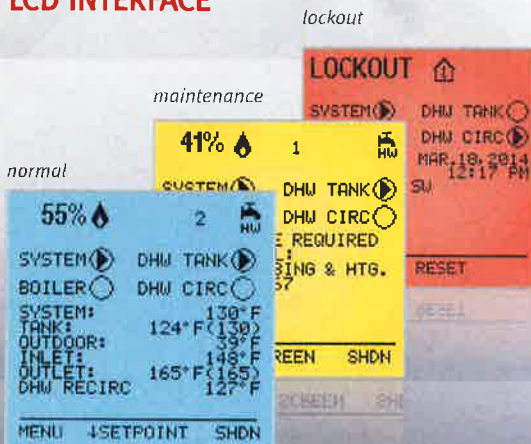 LCD INTERFACE
lockout
LOCKOUT 1
SYSTEM DHW TANK
DHW CIRC
MAR.18,2014
12:17 PM
SW
RESET
maintenance
41% 1 HW
SYSTEM DHW TANK
DHW CIRC
E REQUIRED
ING & HTG.
REEN SHDN
normal
55% 2 HW
SYSTEM DHW TANK
BOILER DHW CIRC
SYSTEM: 130°F
TANK: 124°F(130)
OUTDOOR: 39°F
INLET: 148°F
OUTLET: 165°F(165)
DHW RECIRC 127°F
MENU ↓SETPOINT SHDN